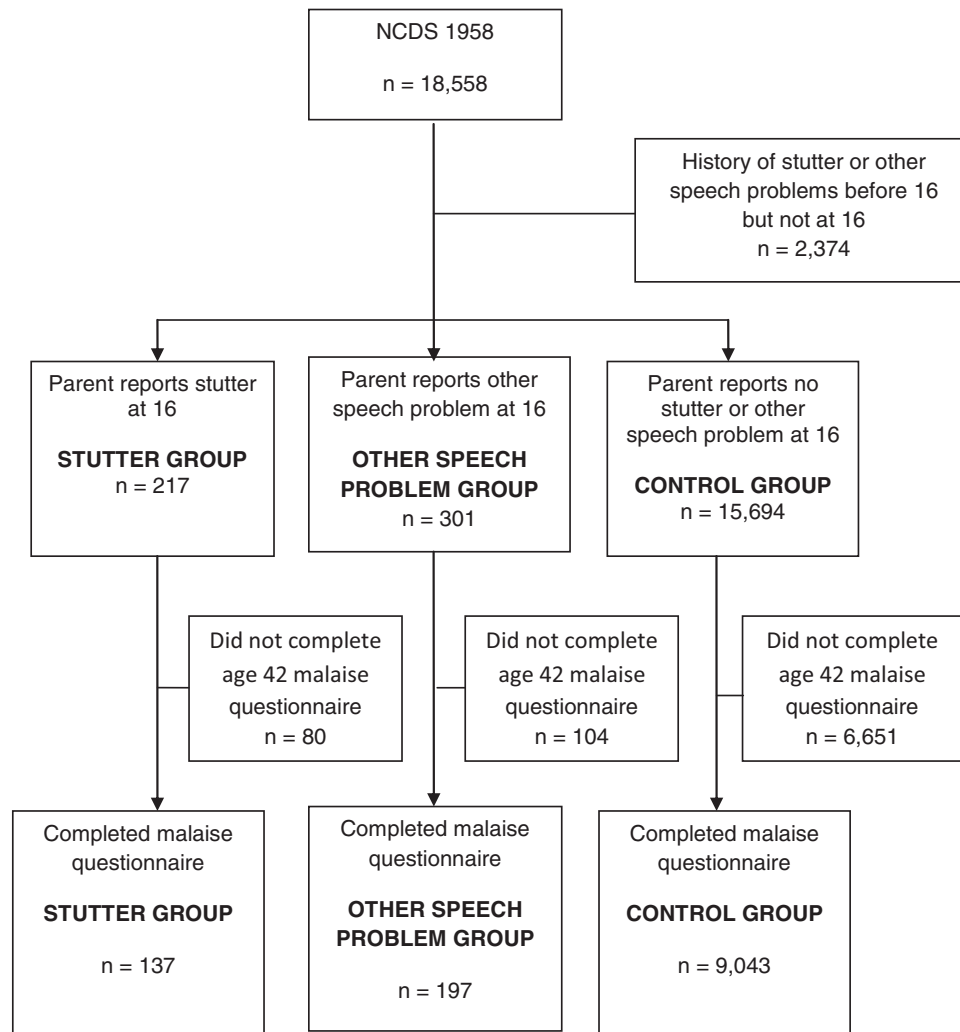 NCDS 1958
n = 18,558
History of stutter or other
speech problems before 16
but not at 16
n = 2,374
Parent reports stutter
at 16
STUTTER GROUP
n = 217
Parent reports other
speech problem at 16
OTHER SPEECH
PROBLEM GROUP
n = 301
Parent reports no
stutter or other
speech problem at 16
CONTROL GROUP
n = 15,694
Did not complete
age 42 malaise
questionnaire
n = 80
Did not complete
age 42 malaise
questionnaire
n = 104
Did not complete
age 42 malaise
questionnaire
n = 6,651
Completed malaise
questionnaire
STUTTER GROUP
n = 137
Completed malaise
questionnaire
OTHER SPEECH
PROBLEM GROUP
n = 197
Completed malaise
questionnaire
CONTROL GROUP
n = 9,043